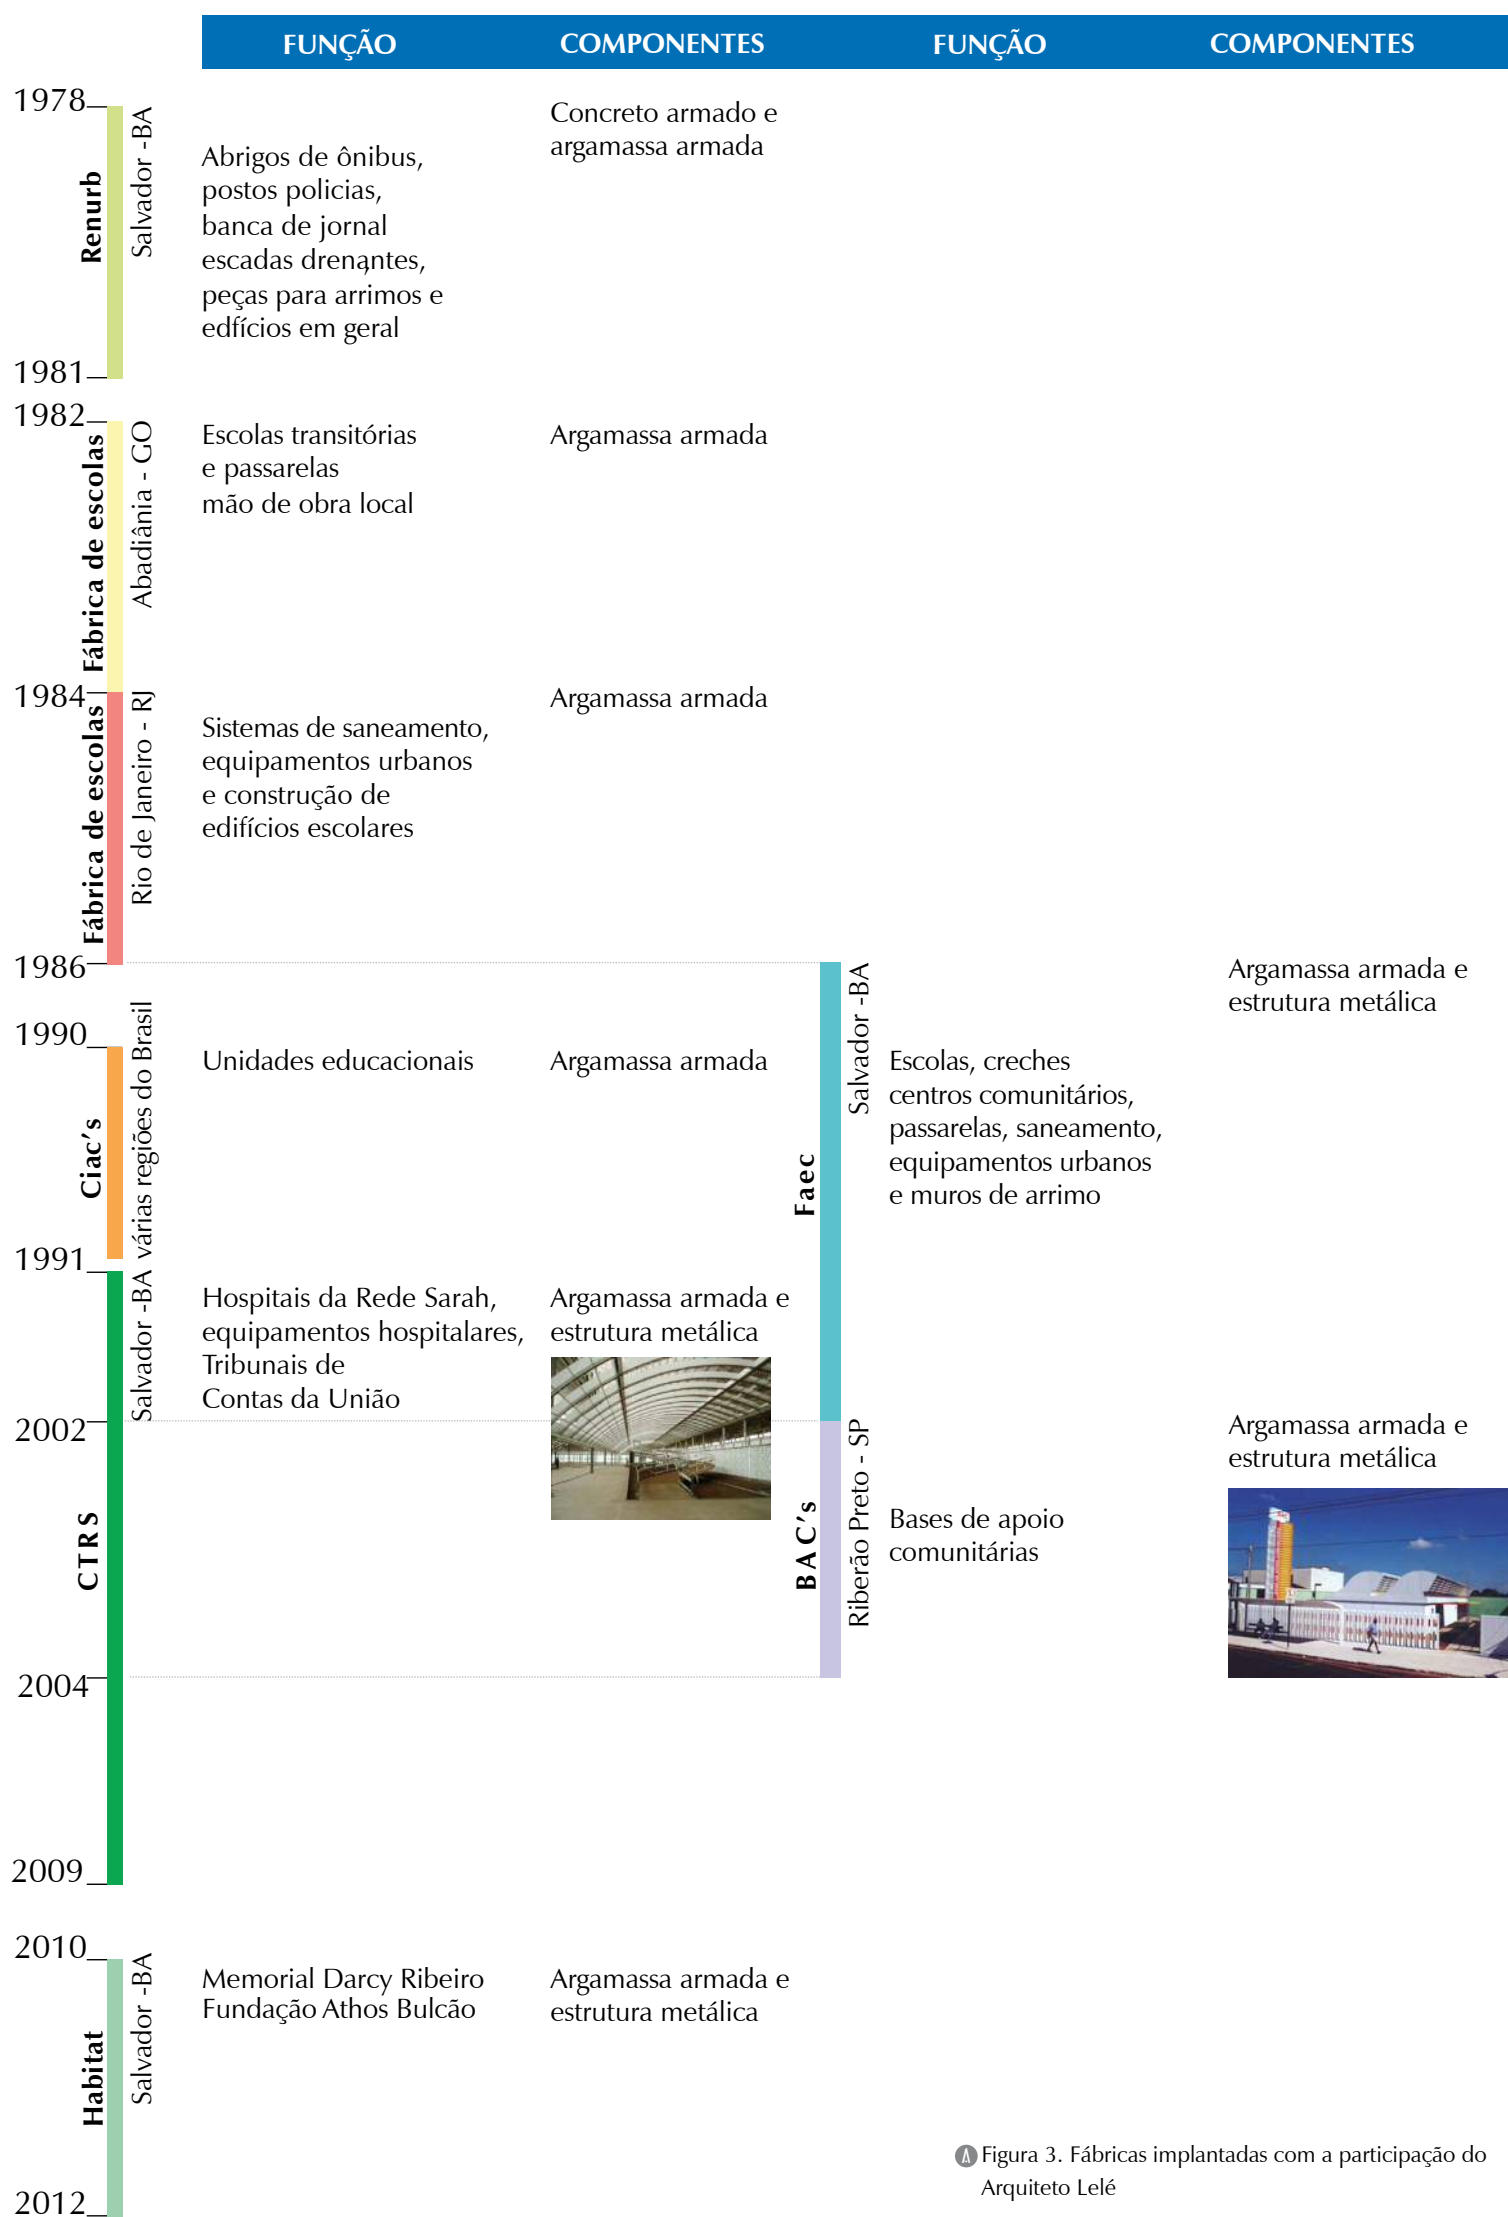 FUNÇÃO COMPONENTES FUNÇÃO COMPONENTES
1978
Renurb
Salvador -BA
Abrigos de ônibus,
postos policias,
banca de jornal
escadas drenantes,
peças para arrimos e
edfícios em geral
Concreto armado e
argamassa armada
1981
1982
Fábrica de escolas
Abadiânia - GO
Escolas transitórias
e passarelas
mão de obra local
Argamassa armada
1984
Fábrica de escolas
Rio de Janeiro - RJ
Sistemas de saneamento,
equipamentos urbanos
e construção de
edifícios escolares
Argamassa armada
1986
Faec
Salvador -BA
Escolas, creches
centros comunitários,
passarelas, saneamento,
equipamentos urbanos
e muros de arrimo
Argamassa armada e
estrutura metálica
1990
Ciac’s
várias regiões do Brasil
Unidades educacionais
Argamassa armada
1991
CTRS
Salvador -BA
Hospitais da Rede Sarah,
equipamentos hospitalares,
Tribunais de
Contas da União
Argamassa armada e
estrutura metálica
2002
BAC’s
Riberão Preto - SP
Bases de apoio
comunitárias
Argamassa armada e
estrutura metálica
2004
2009
2010
Habitat
Salvador -BA
Memorial Darcy Ribeiro
Fundação Athos Bulcão
Argamassa armada e
estrutura metálica
2012
Figura 3. Fábricas implantadas com a participação do
Arquiteto Lelé